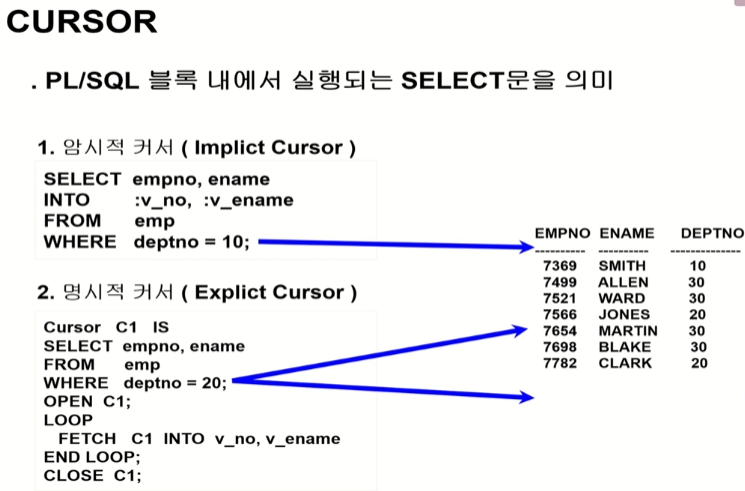 CURSOR
. PL/SQL 블록 내에서 실행되는 SELECT문을 의미
1. 암시적 커서 ( Implict Cursor )
SELECT empno, ename
INTO :v_no, :v_ename
FROM emp
WHERE deptno = 10;
2. 명시적 커서 ( Explict Cursor )
Cursor C1 IS
SELECT empno, ename
FROM emp
WHERE deptno = 20;
OPEN C1;
LOOP
FETCH C1 INTO v_no, v_ename
END LOOP;
CLOSE C1;
EMPNO ENAME DEPTNO
---------- ---------- --------------
7369 SMITH 10
7499 ALLEN 30
7521 WARD 30
7566 JONES 20
7654 MARTIN 30
7698 BLAKE 30
7782 CLARK 20